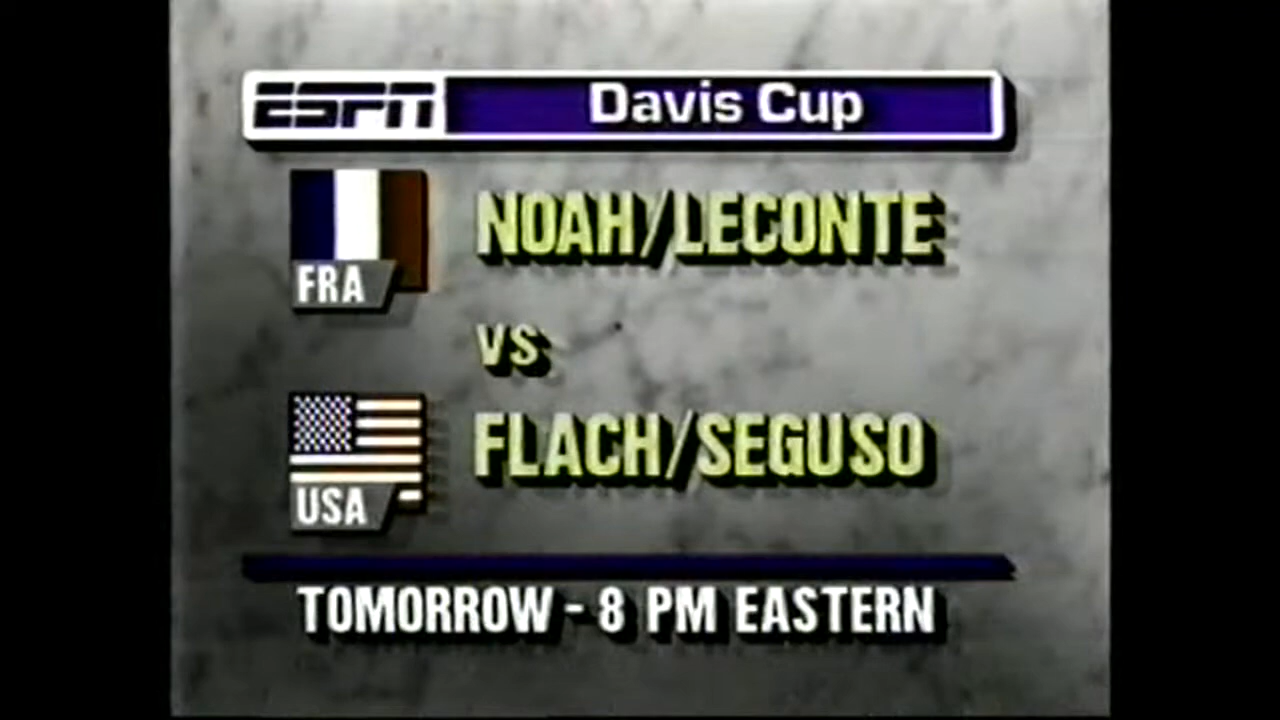 ESPN Davis Cup
NOAH/LECONTE
FRA
vs
FLACH/SEGUSO
USA
TOMORROW - 8 PM EASTERN